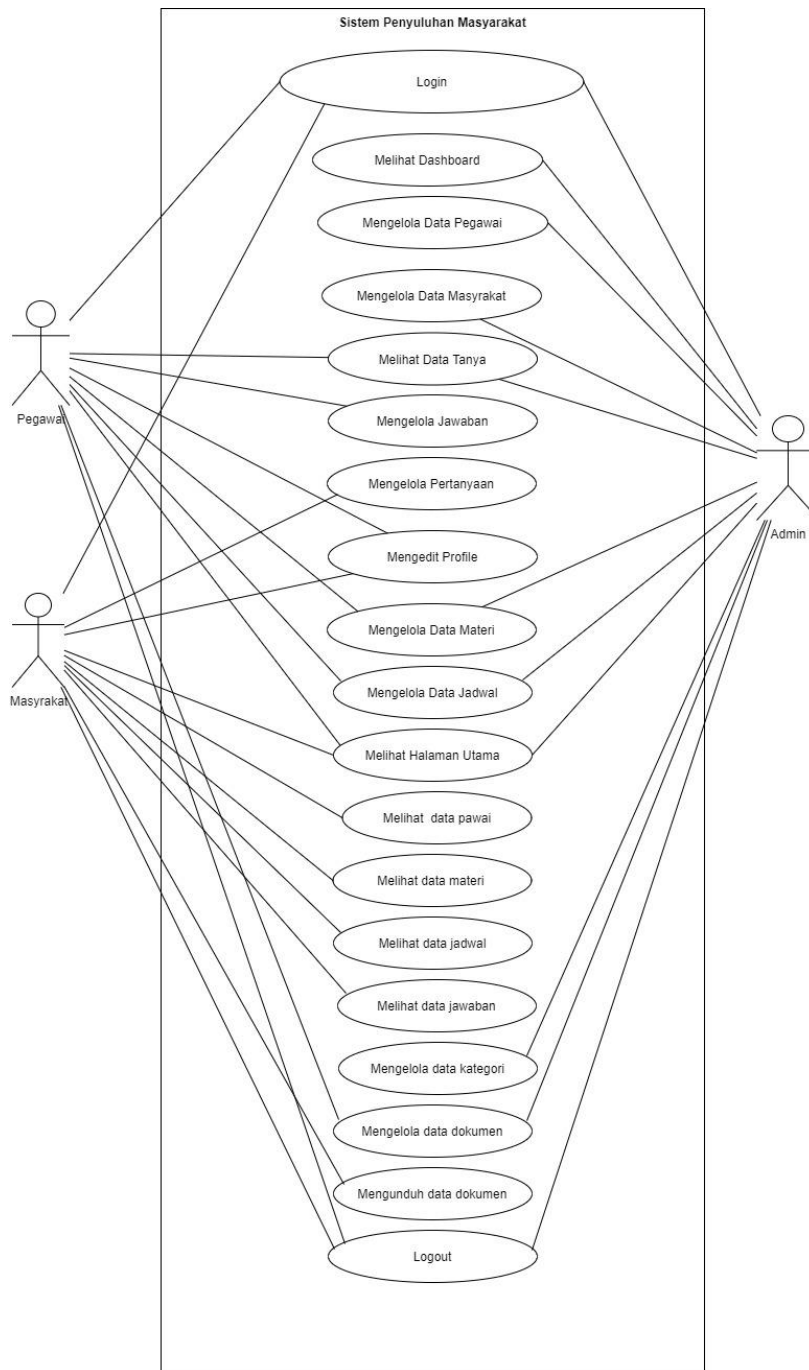 Sistem Penyuluhan Masyarakat
Login
Melihat Dashboard
Mengelola Data Pegawai
Mengelola Data Masyrakat
Melihat Data Tanya
Pegawai
Mengelola Jawaban
Mengelola Pertanyaan
Admin
Mengedit Profile
Mengelola Data Materi
Mengelola Data Jadwal
Masyrakat
Melihat Halaman Utama
Melihat data pawai
Melihat data materi
Melihat data jadwal
Melihat data jawaban
Mengelola data kategori
Mengelola data dokumen
Mengunduh data dokumen
Logout